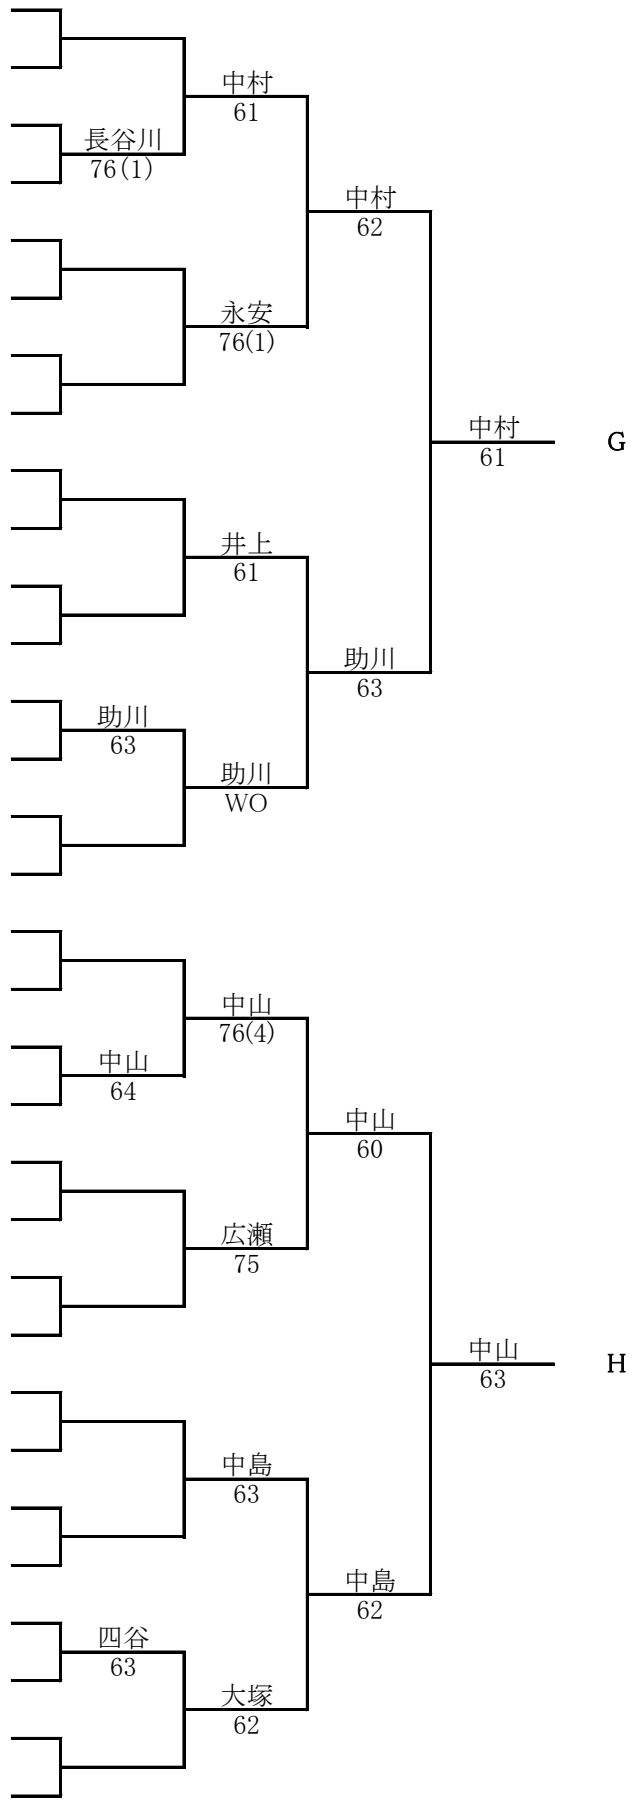 中村
61
長谷川
76(1)
中村
62
永安
76(1)
中村
61
G
井上
61
助川
63
助川
63
助川
WO
中山
76(4)
中山
64
中山
60
広瀬
75
中山
63
H
中島
63
中島
62
四谷
63
大塚
62